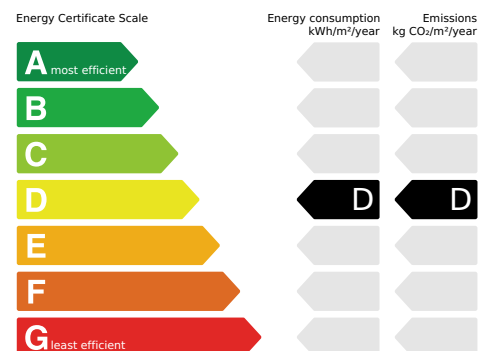 Energy Certificate Scale
Energy consumption
kWh/m²/year
Emissions
kg CO₂/m²/year
A most efficient
B
C
D D D
E
F
G least efficient